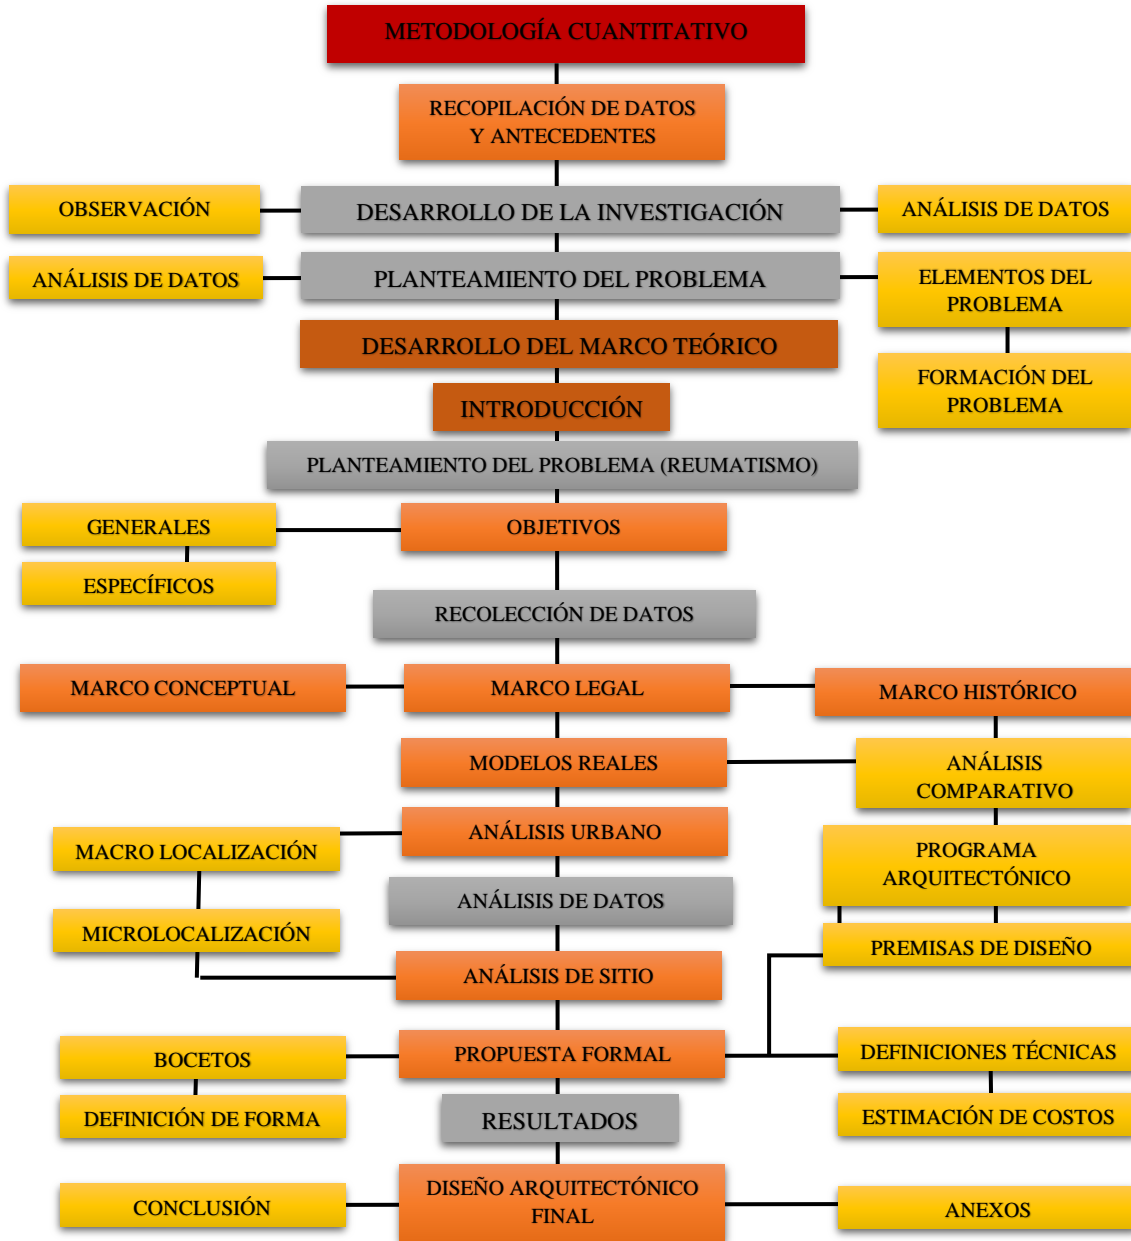 METODOLOGÍA CUANTITATIVO
RECOPILACIÓN DE DATOS
Y ANTECEDENTES
OBSERVACIÓN
DESARROLLO DE LA INVESTIGACIÓN
ANÁLISIS DE DATOS
ANÁLISIS DE DATOS
PLANTEAMIENTO DEL PROBLEMA
ELEMENTOS DEL
PROBLEMA
DESARROLLO DEL MARCO TEÓRICO
FORMACIÓN DEL
PROBLEMA
INTRODUCCIÓN
PLANTEAMIENTO DEL PROBLEMA (REUMATISMO)
GENERALES
OBJETIVOS
ESPECÍFICOS
RECOLECCIÓN DE DATOS
MARCO CONCEPTUAL
MARCO LEGAL
MARCO HISTÓRICO
MODELOS REALES
ANÁLISIS
COMPARATIVO
ANÁLISIS URBANO
MACRO LOCALIZACIÓN
PROGRAMA
ARQUITECTÓNICO
ANÁLISIS DE DATOS
MICROLOCALIZACIÓN
PREMISAS DE DISEÑO
ANÁLISIS DE SITIO
BOCETOS
PROPUESTA FORMAL
DEFINICIONES TÉCNICAS
DEFINICIÓN DE FORMA
RESULTADOS
ESTIMACIÓN DE COSTOS
CONCLUSIÓN
DISEÑO ARQUITECTÓNICO
FINAL
ANEXOS